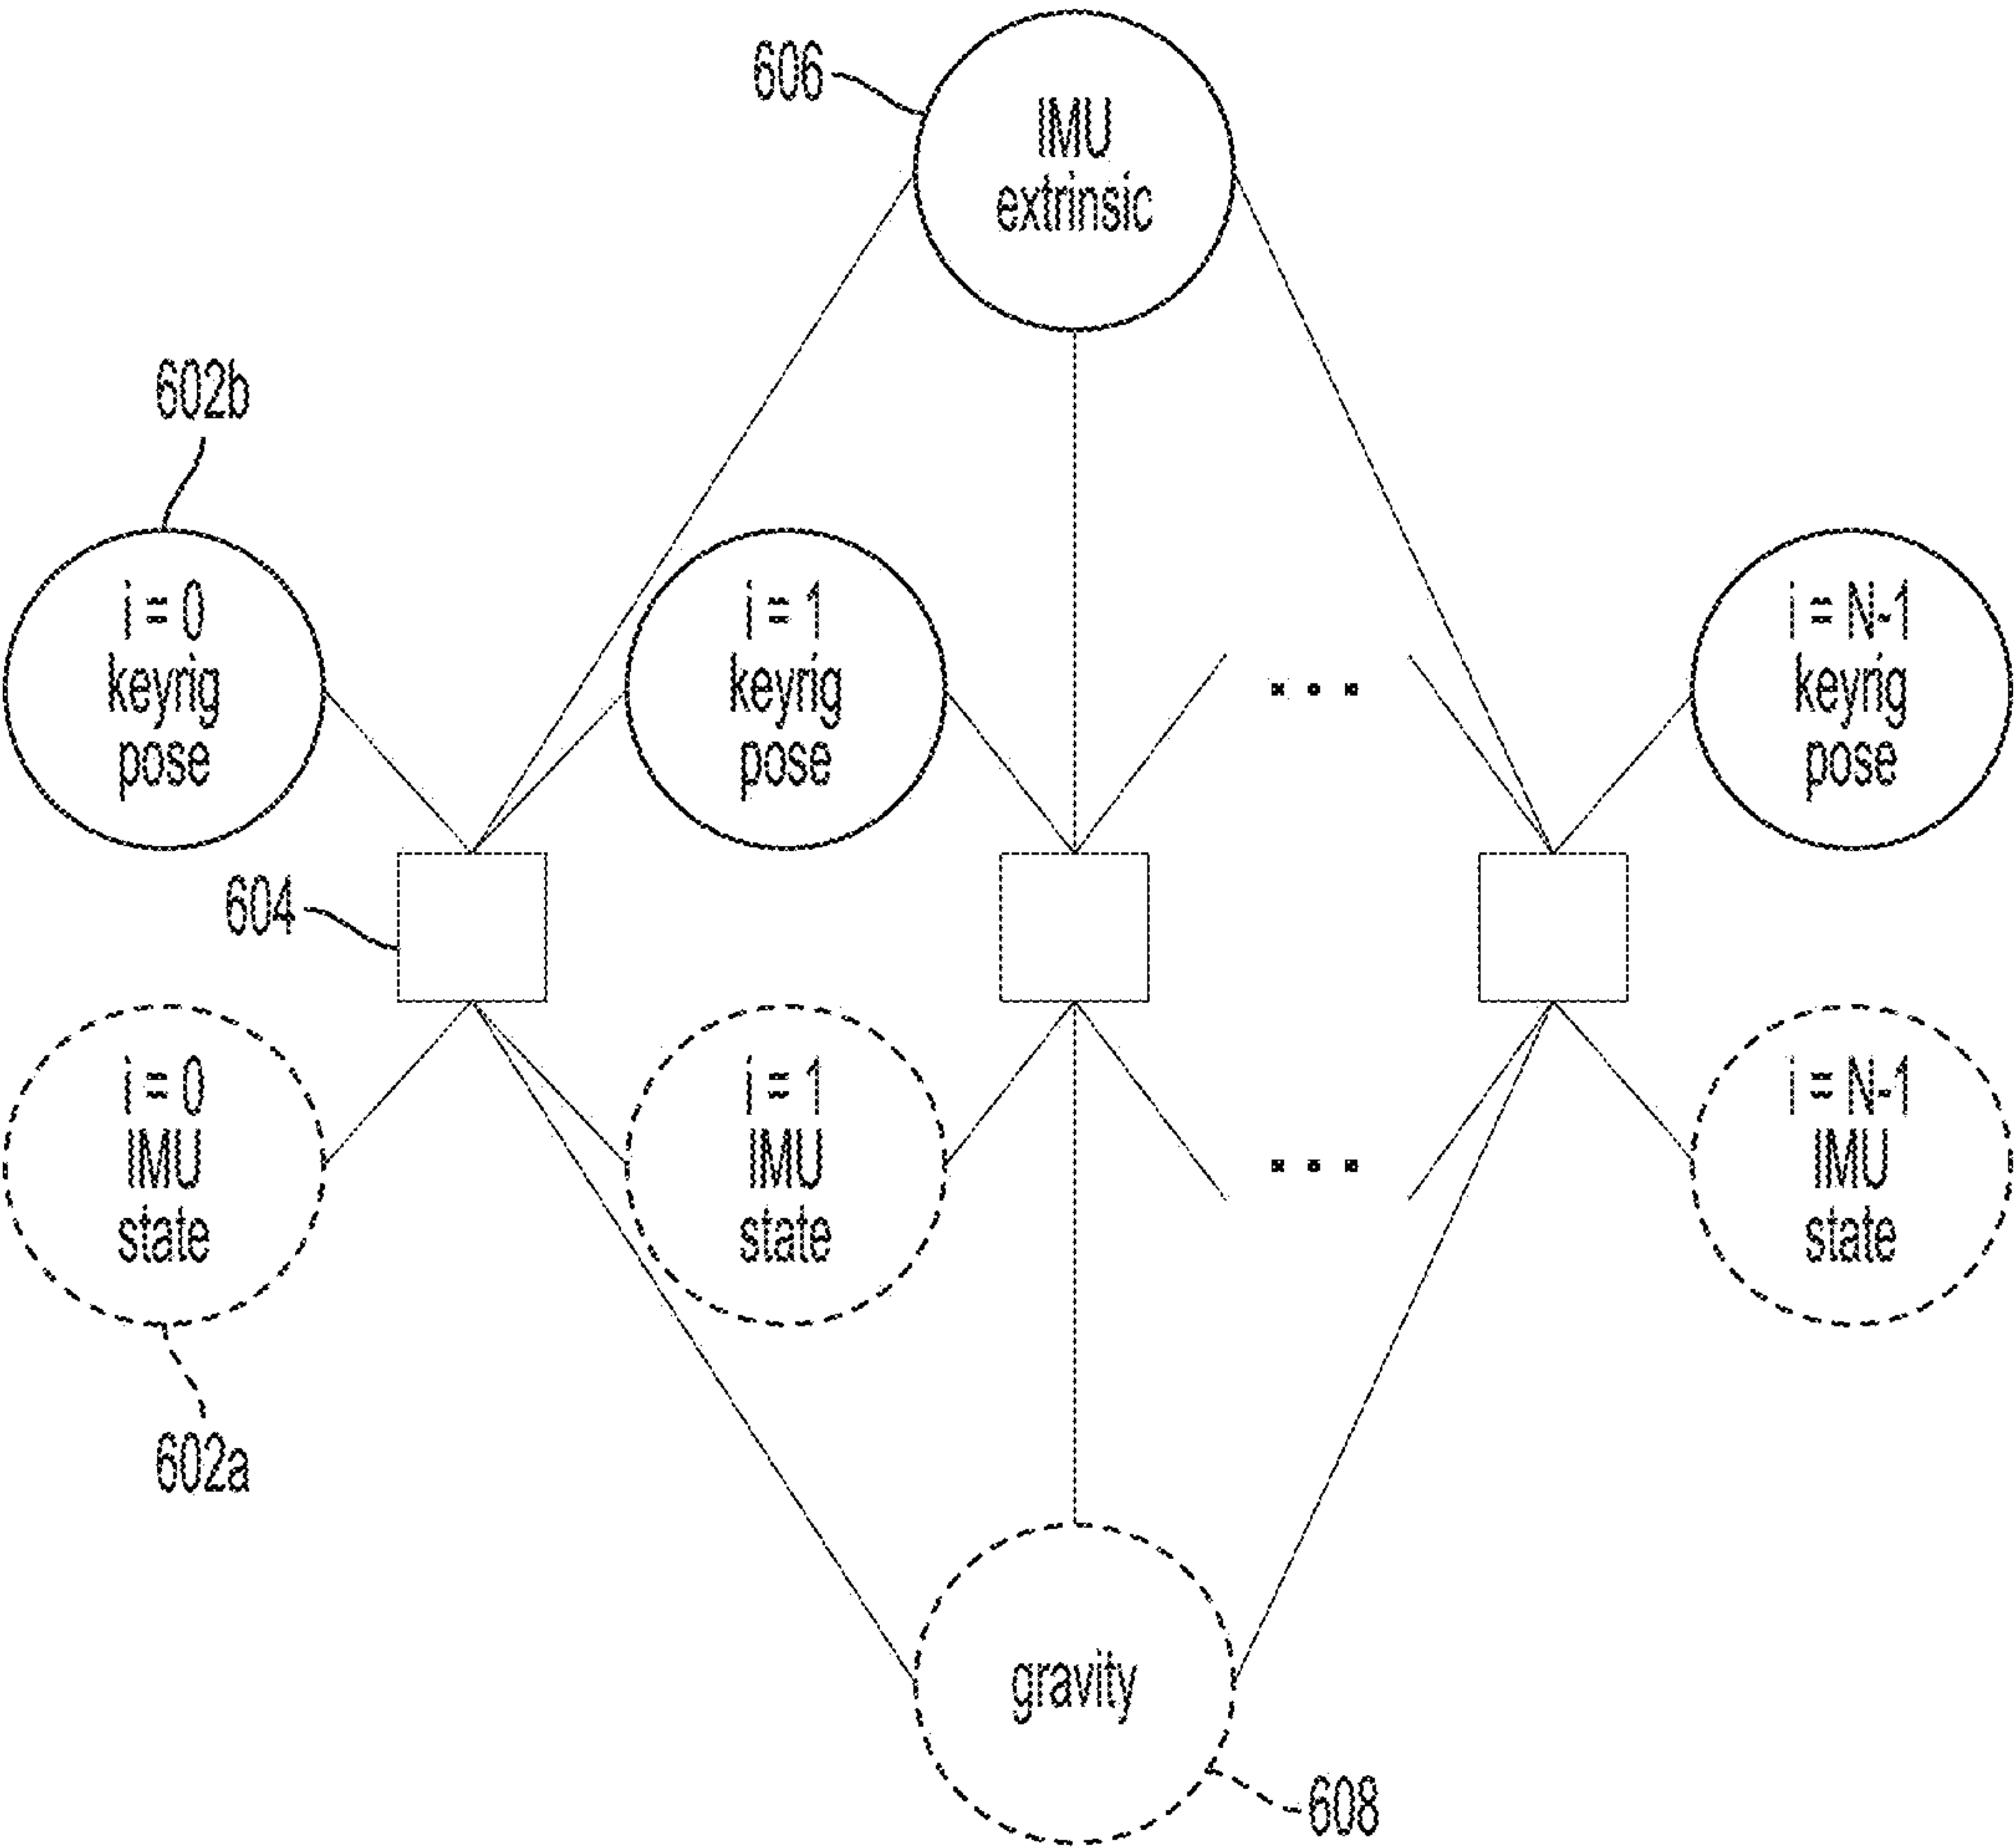 606
IMU
extrinsic
602b
i = 0
keyrig
pose
i = 1
keyrig
pose
i = N-1
keyrig
pose
604
i = 0
IMU
state
i = 1
IMU
state
i = N-1
IMU
state
602a
gravity
608